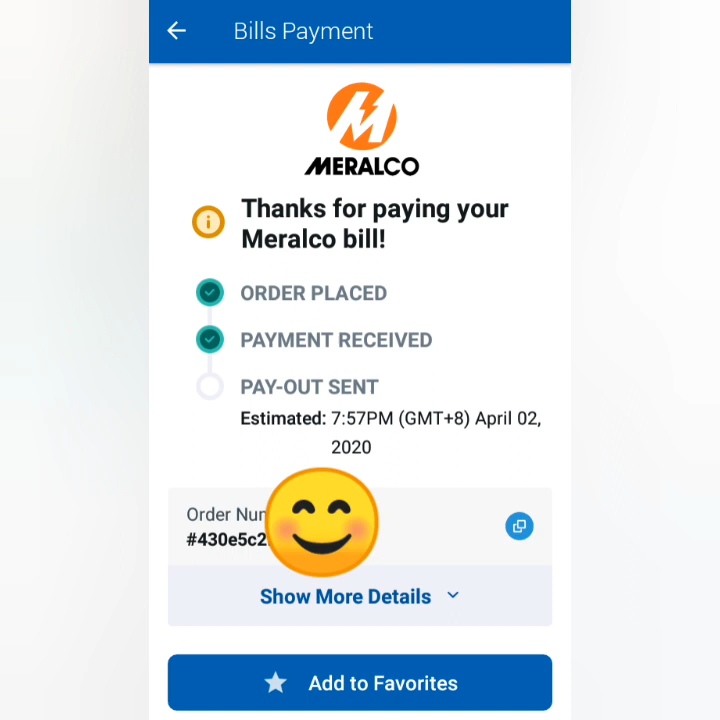 Bills Payment
MERALCO
Thanks for paying your
Meralco bill!
ORDER PLACED
PAYMENT RECEIVED
PAY-OUT SENT
Estimated: 7:57PM (GMT+8) April 02,
2020
Order
#430e5c2
Show More Details
Add to Favorites